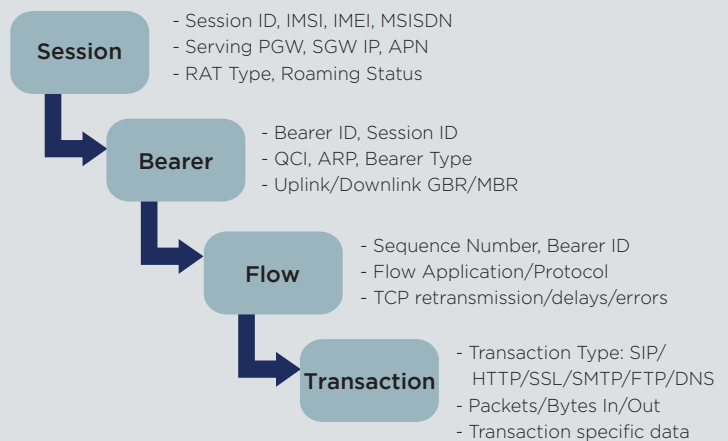 Session
- Session ID, IMSI, IMEI, MSISDN
- Serving PGW, SGW IP, APN
- RAT Type, Roaming Status
Bearer
- Bearer ID, Session ID
- QCI, ARP, Bearer Type
- Uplink/Downlink GBR/MBR
Flow
- Sequence Number, Bearer ID
- Flow Application/Protocol
- TCP retransmission/delays/errors
Transaction
- Transaction Type: SIP/
HTTP/SSL/SMTP/FTP/DNS
- Packets/Bytes In/Out
- Transaction specific data